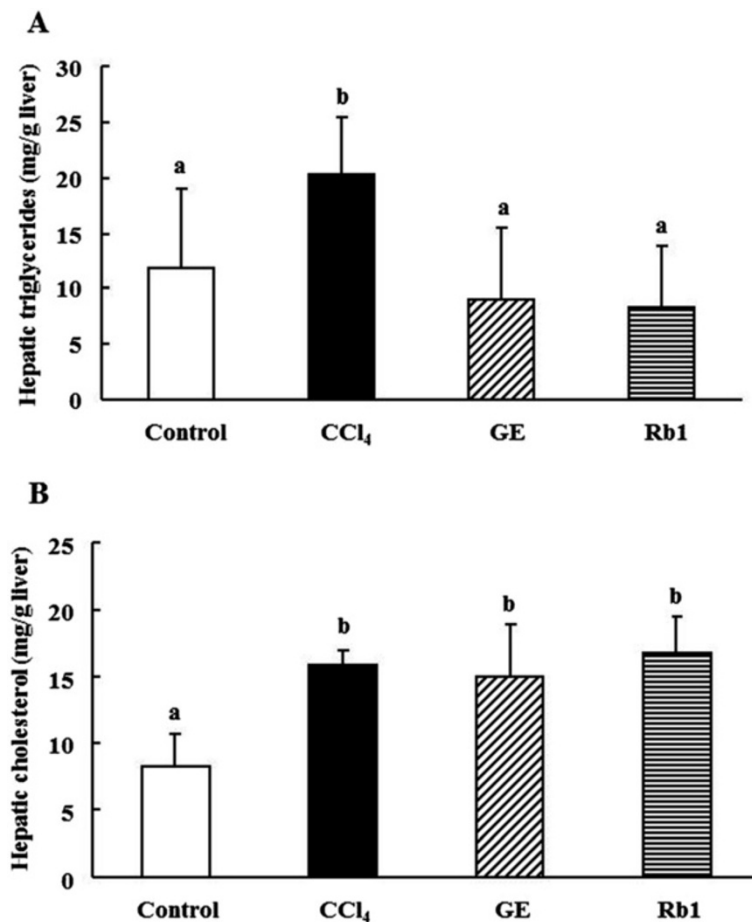 A
Hepatic triglycerides (mg/g liver)
30
25
20
15
10
5
0
a
b
a
a
Control
CCl₄
GE
Rb1
B
Hepatic cholesterol (mg/g liver)
25
20
15
10
5
0
a
b
b
b
Control
CCl₄
GE
Rb1